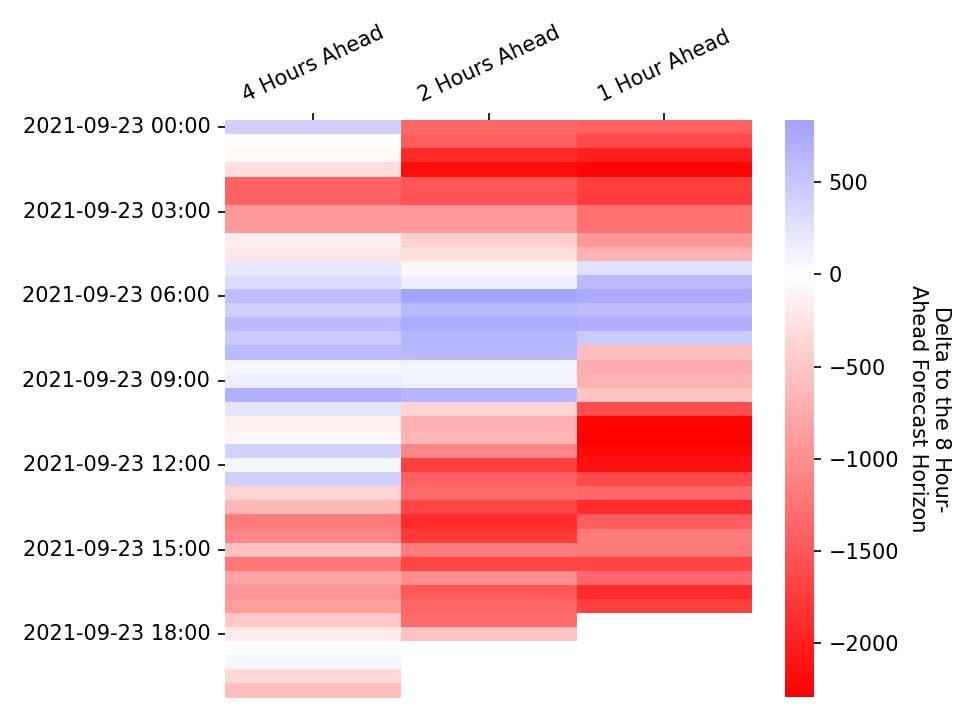 4 Hours Ahead
2 Hours Ahead
1 Hour Ahead
2021-09-23 00:00
2021-09-23 03:00
2021-09-23 06:00
2021-09-23 09:00
2021-09-23 12:00
2021-09-23 15:00
2021-09-23 18:00
500
0
−500
−1000
−1500
−2000
Delta to the 8 Hour-
Ahead Forecast Horizon